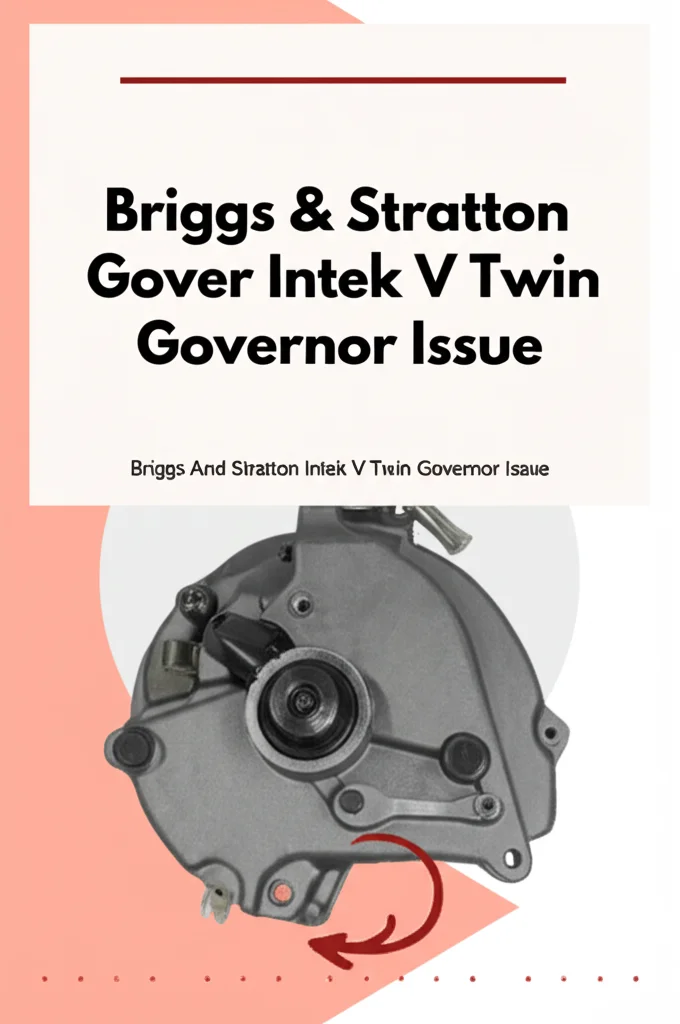 Briggs & Stratton
Gover Intek V Twin
Governor Issue
Briggs And Stratton Intek V Twin Governor Isaue